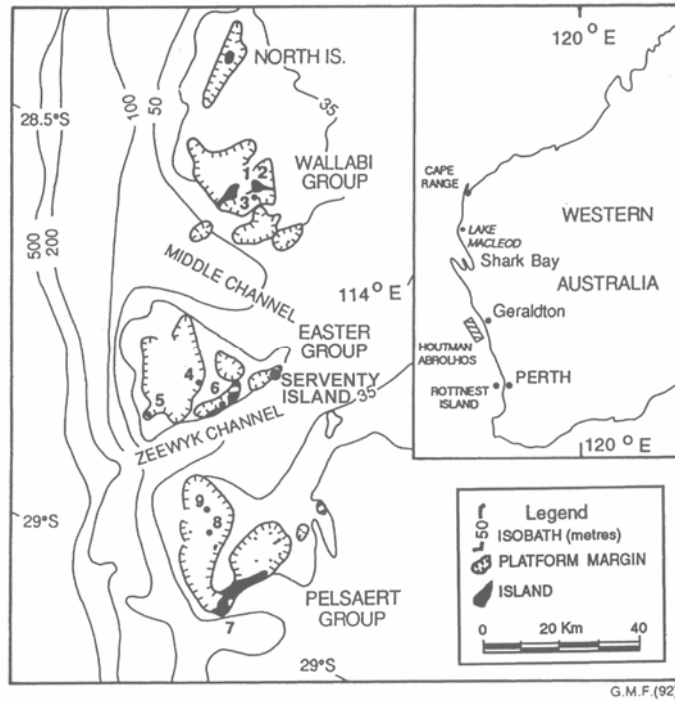 NORTH IS.
35
28.5°S
100
50
1
2
WALLABI
GROUP
3
500
200
MIDDLE CHANNEL
114° E
EASTER
GROUP
4
6
SERVENTY
ISLAND
5
35
ZEEWYK CHANNEL
9
8
29°S
PELSAERT
GROUP
7
29°S
120° E
CAPE
RANGE
WESTERN
LAKE
MACLEOD
Shark Bay
AUSTRALIA
Geraldton
HOUTMAN
ABROLHOS
PERTH
ROTTNEST
ISLAND
120° E
Legend
50
ISOBATH (metres)
PLATFORM MARGIN
ISLAND
0 20 Km 40
G.M.F.(92)